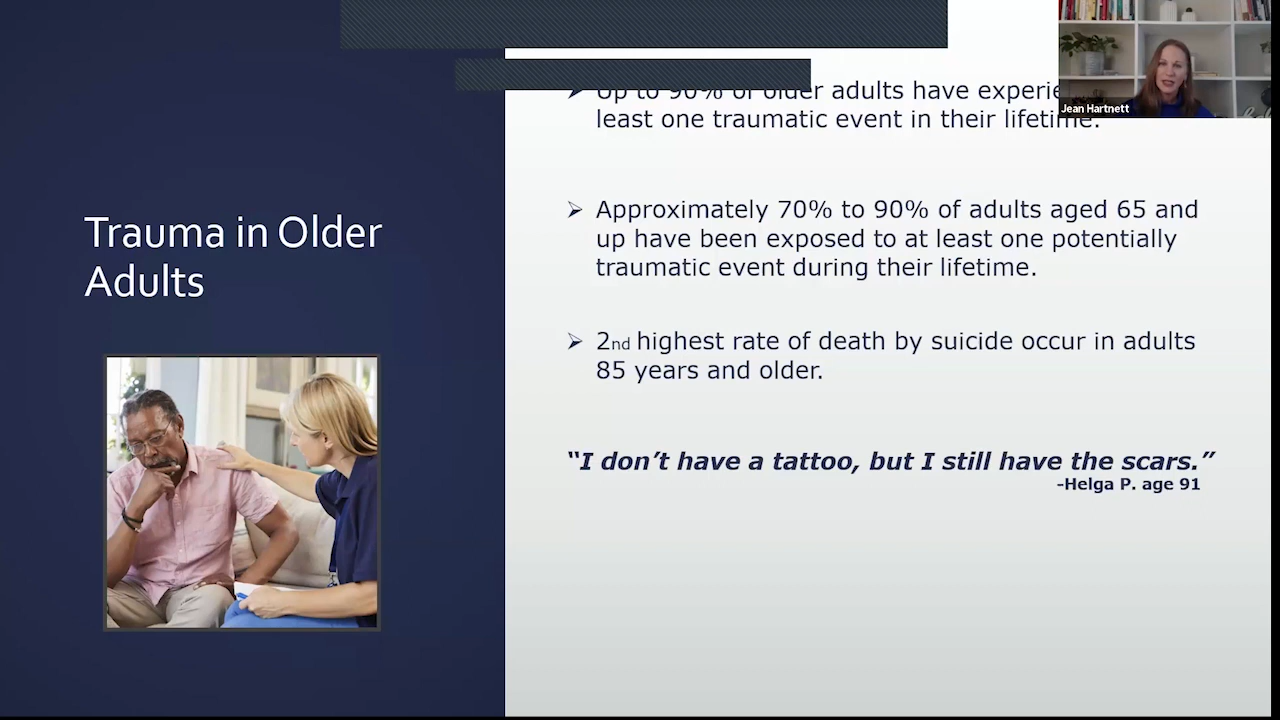 Trauma in Older
Adults
Up to 90% of older adults have
least one traumatic event in their lifetime.
Approximately 70% to 90% of adults aged 65 and
up have been exposed to at least one potentially
traumatic event during their lifetime.
2nd highest rate of death by suicide occur in adults
85 years and older.
“I don’t have a tattoo, but I still have the scars.”
-Helga P. age 91
Jean Hartnett